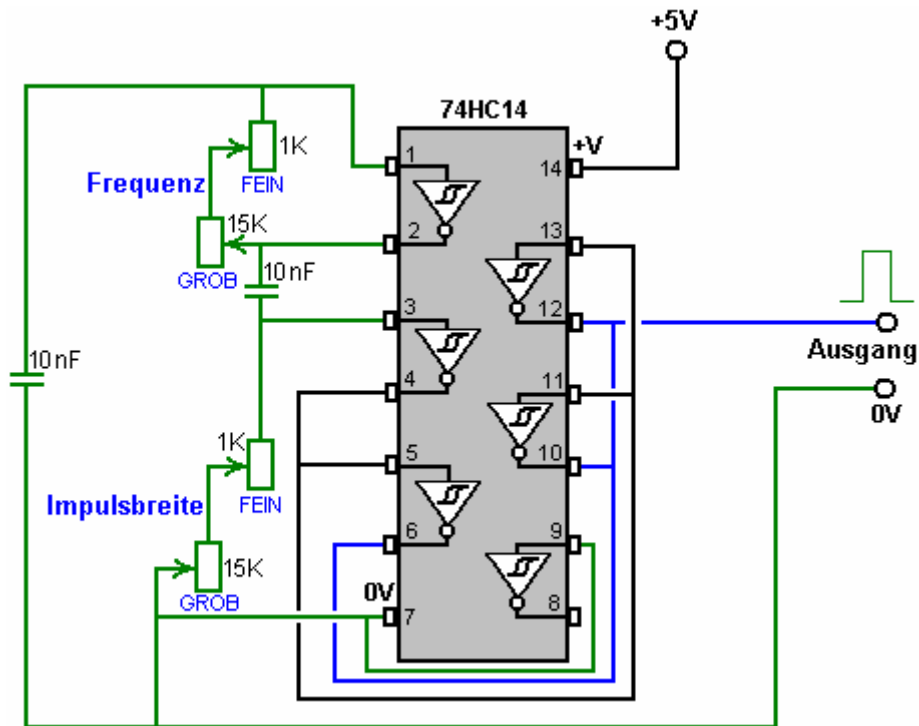 +5V
74HC14
+V
1
14
1K
FEIN
Frequenz
15K
GROB
2
13
10nF
3
12
Ausgang
0V
10nF
4
11
1K
FEIN
5
10
Impulsbreite
15K
GROB
6
9
0V
7
8